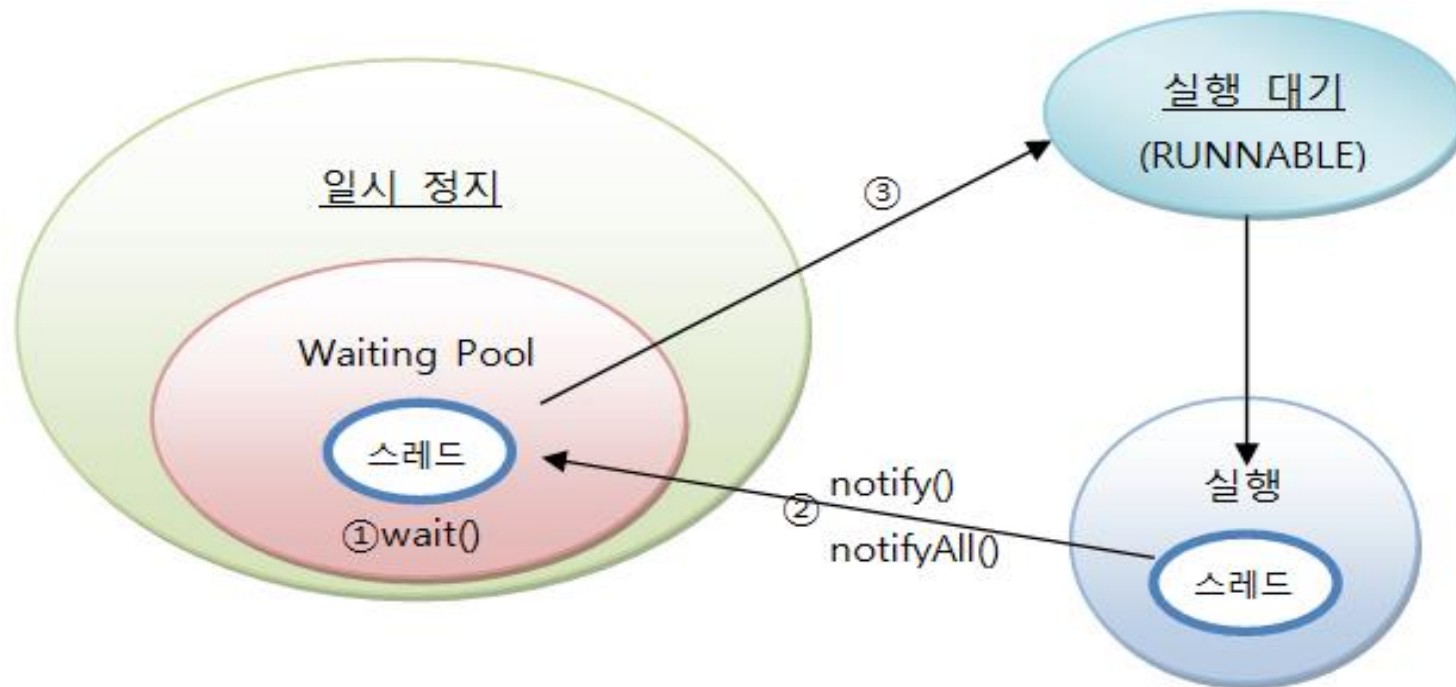 실행 대기
(RUNNABLE)
일시 정지
③
Waiting Pool
스레드
①wait()
② notify()
notifyAll()
실행
스레드